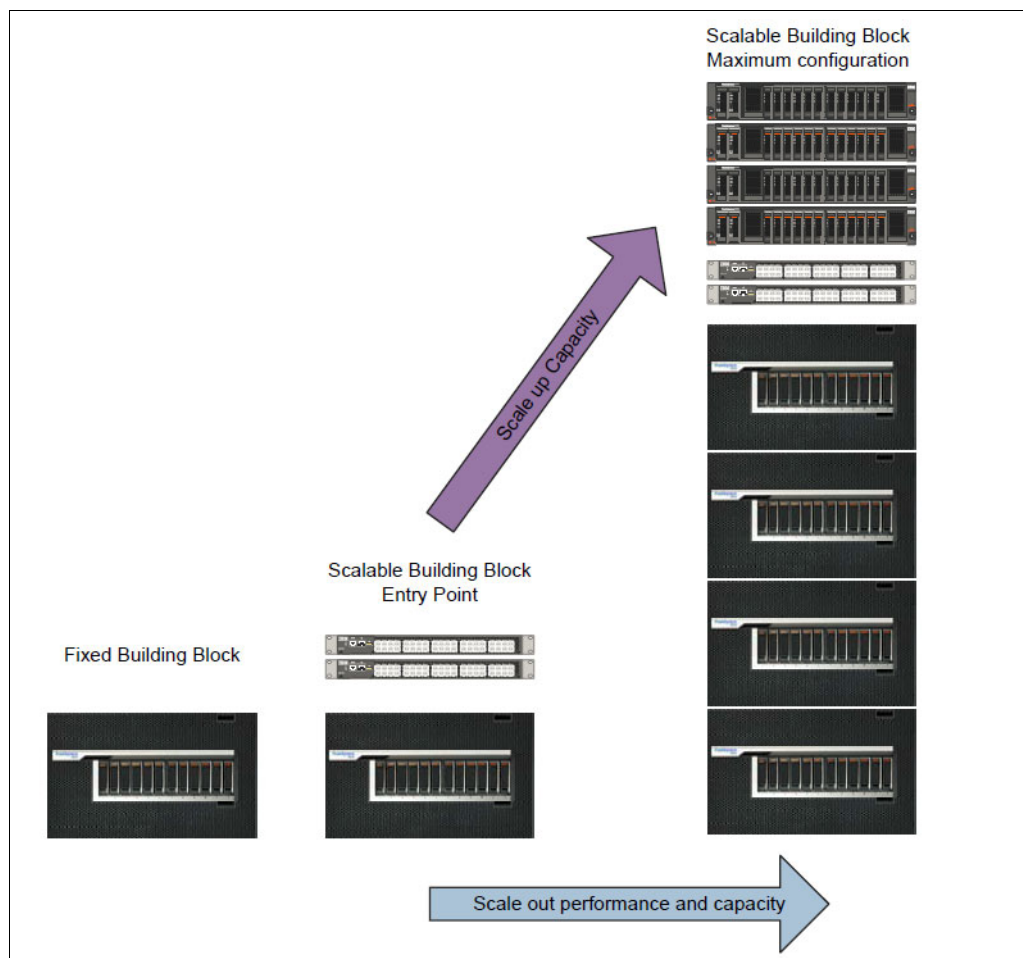 Scalable Building Block
Maximum configuration
Scale up Capacity
Scalable Building Block
Entry Point
Fixed Building Block
Scale out performance and capacity